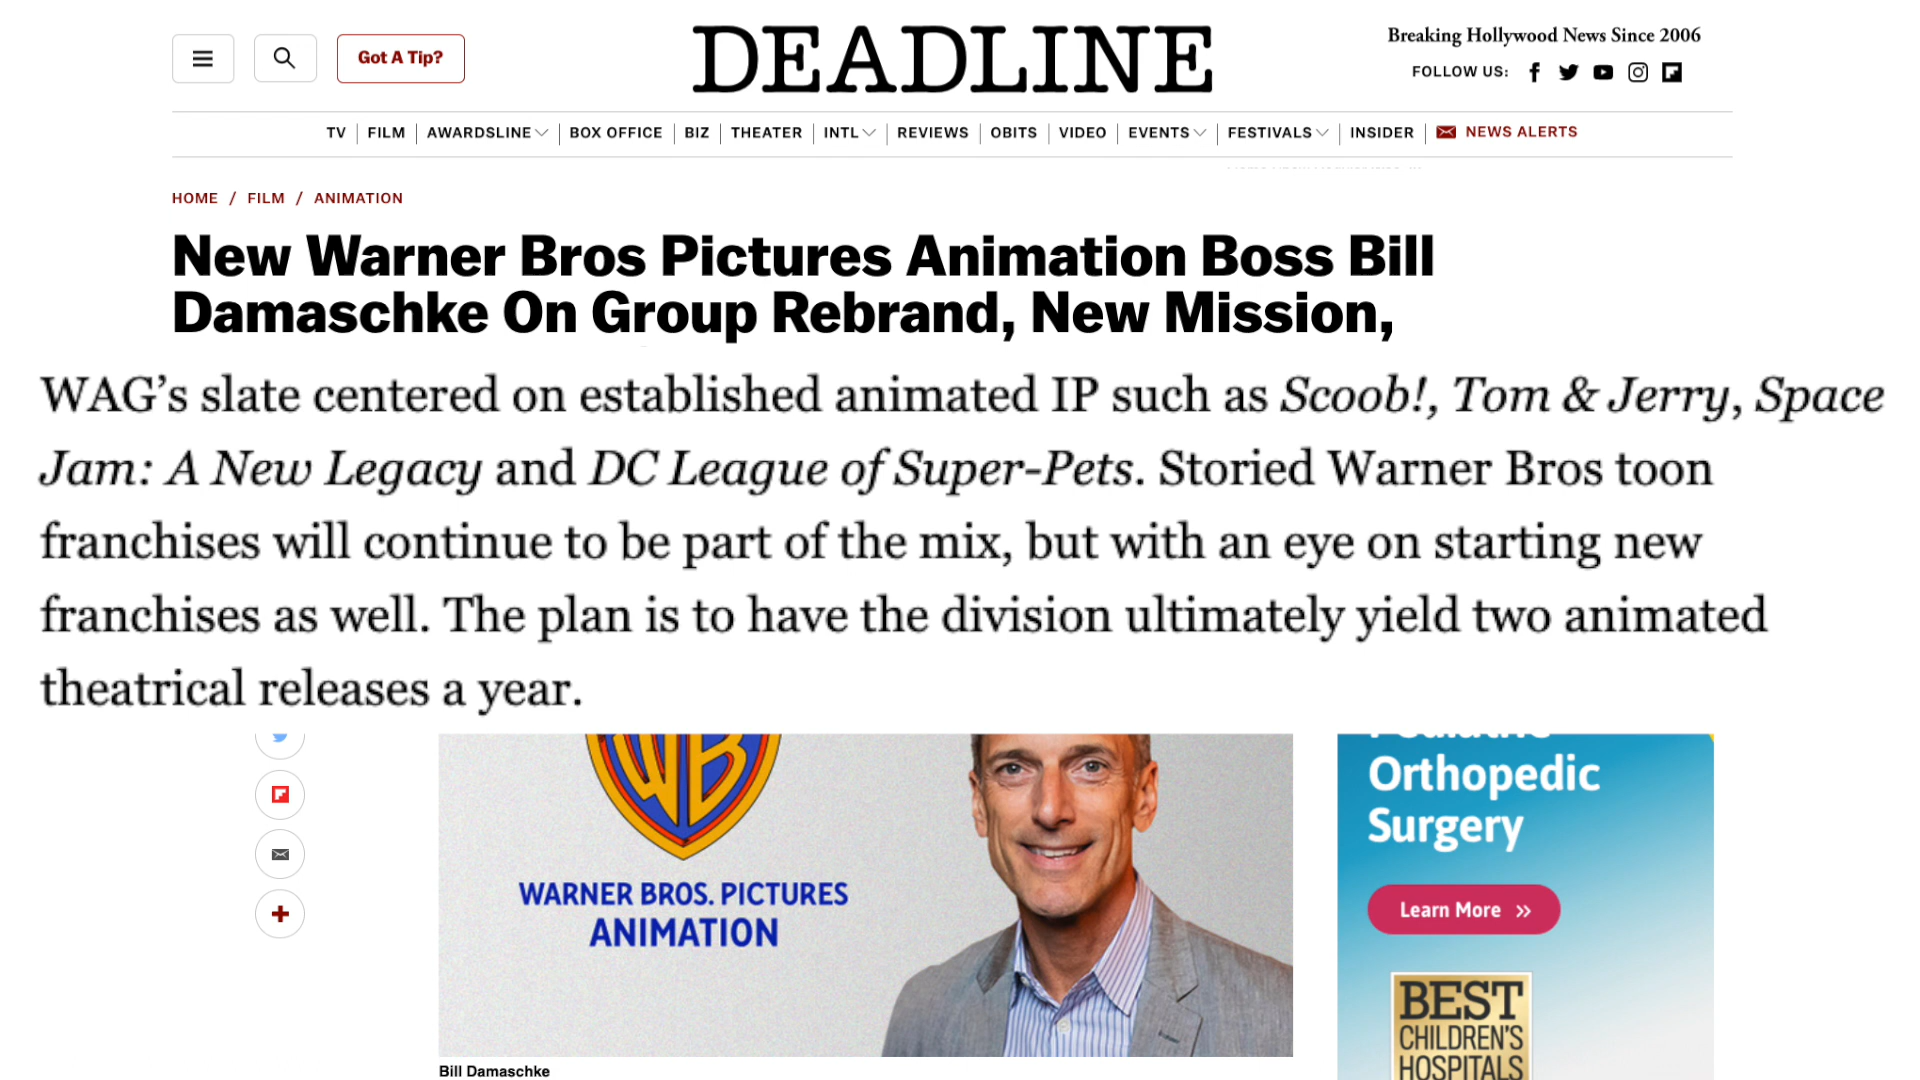 Got A Tip?
DEADLINE
Breaking Hollywood News Since 2006
FOLLOW US:
TV FILM AWARDSLINE BOX OFFICE BIZ THEATER INTL REVIEWS OBITS VIDEO EVENTS FESTIVALS INSIDER NEWS ALERTS
HOME / FILM / ANIMATION
New Warner Bros Pictures Animation Boss Bill
Damaschke On Group Rebrand, New Mission,
WAG’s slate centered on established animated IP such as Scoob!, Tom & Jerry, Space
Jam: A New Legacy and DC League of Super-Pets. Storied Warner Bros toon
franchises will continue to be part of the mix, but with an eye on starting new
franchises as well. The plan is to have the division ultimately yield two animated
theatrical releases a year.
WB
WARNER BROS. PICTURES
ANIMATION
Bill Damaschke
Orthopedic
Surgery
Learn More »
BEST
CHILDREN'S
HOSPITALS